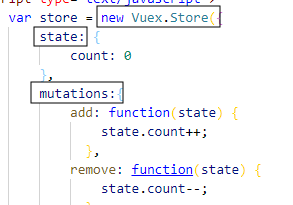 ript type="text/javascript">
var store = new Vuex.Store({
state: {
count: 0
},
mutations:{
add: function(state) {
state.count++;
},
remove: function(state) {
state.count--;